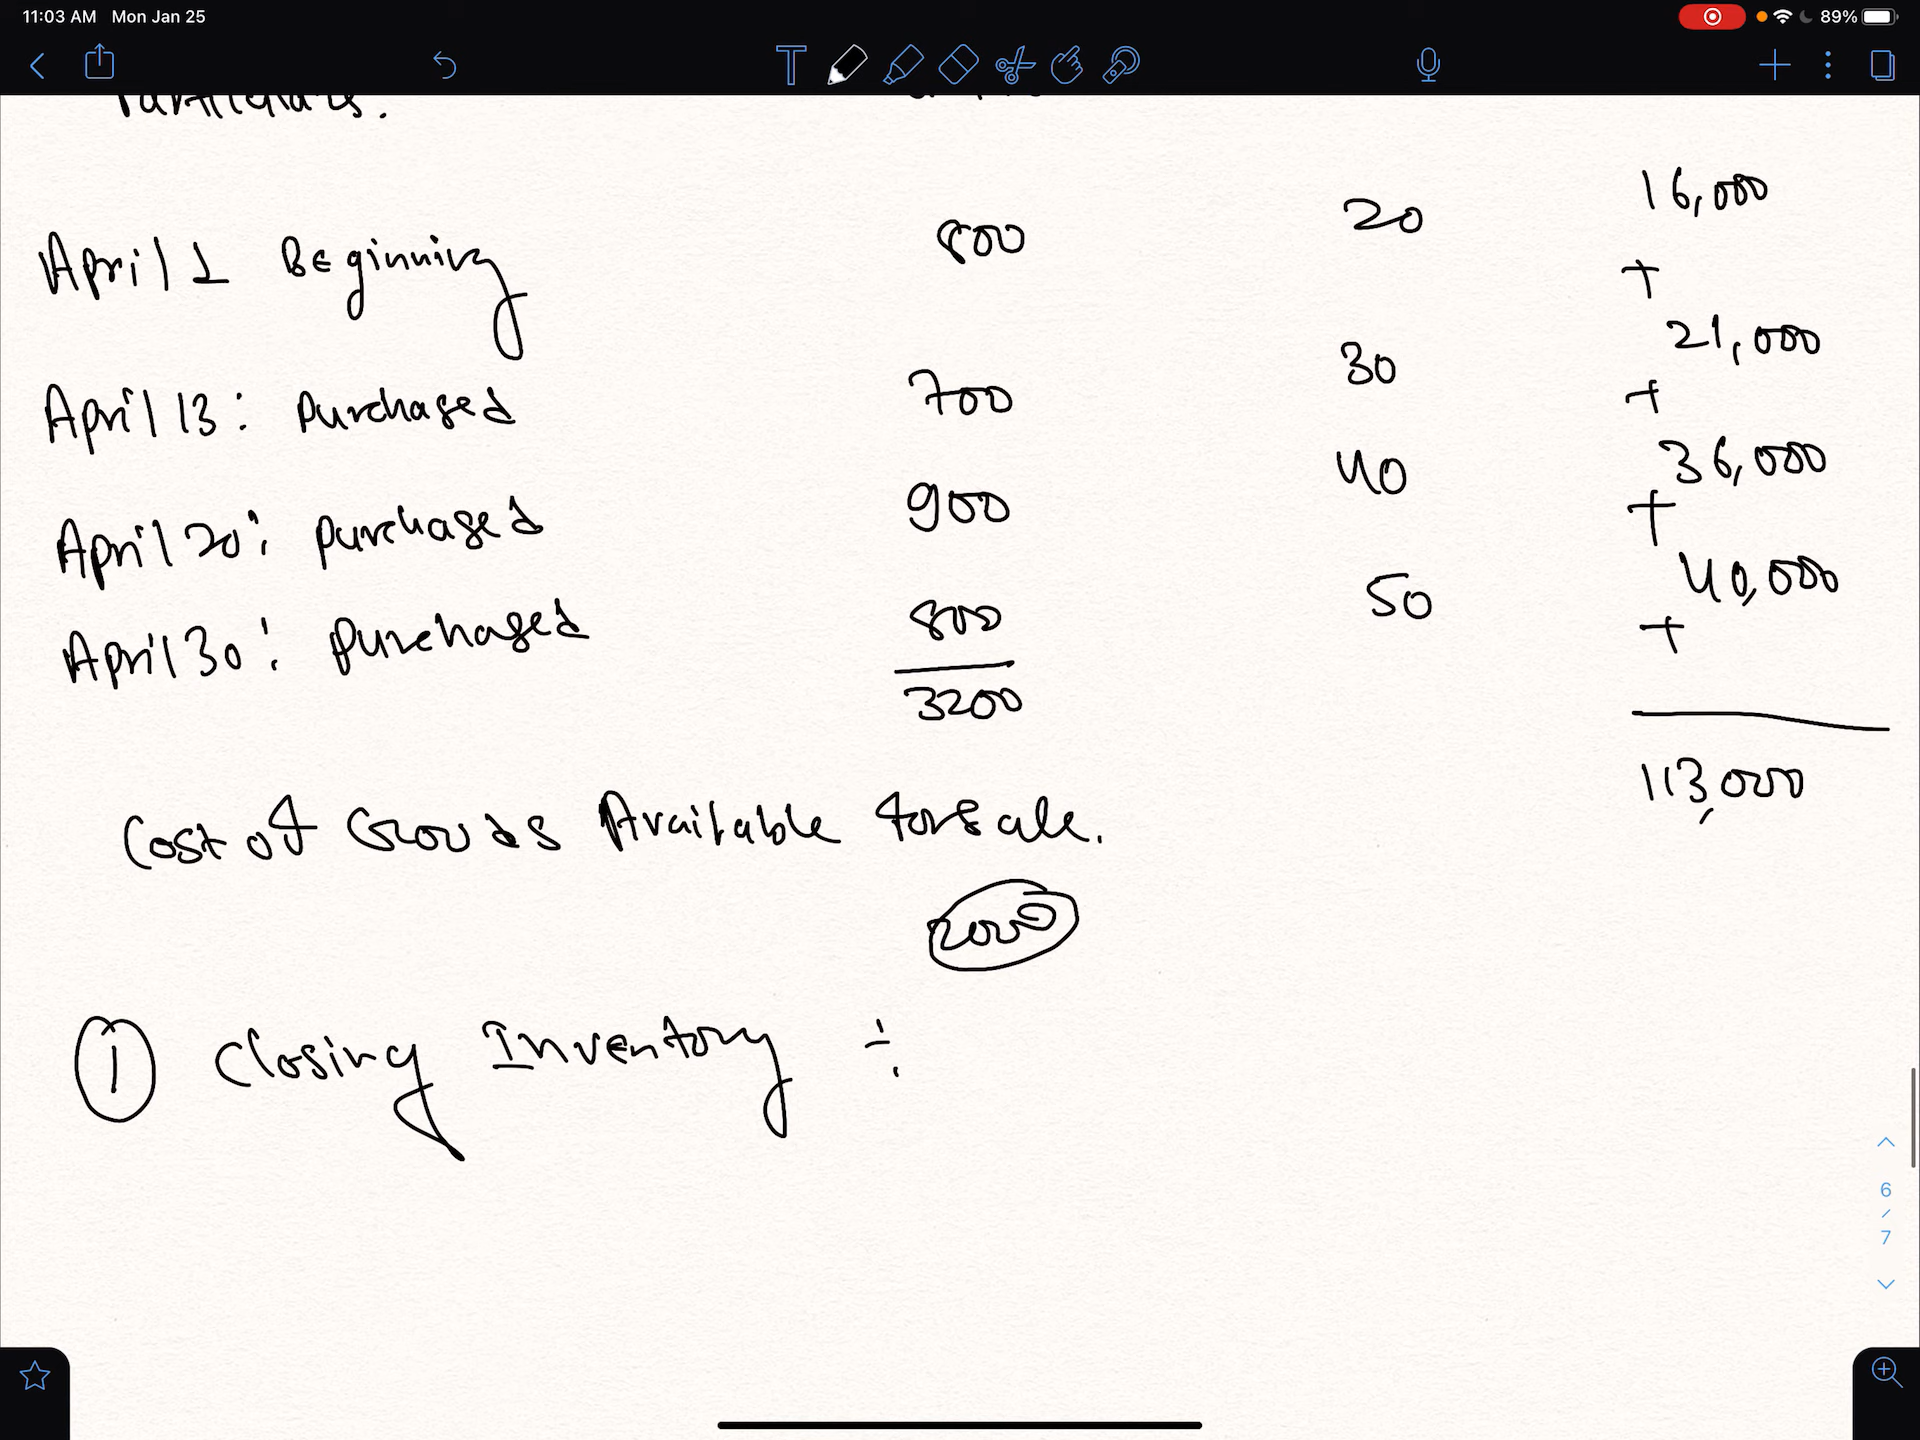 11:03 AM Mon Jan 25
89%
T
Particulars.
April 1 Beginning 800 20 16,000
+
April 13: purchased 700 30 21,000
+
April 20: purchased 900 40 36,000
+
April 30: purchased 800 50 40,000
+
3200
113,000
Cost of Goods Available for sale.
2000
1 Closing Inventory :
6
/
7